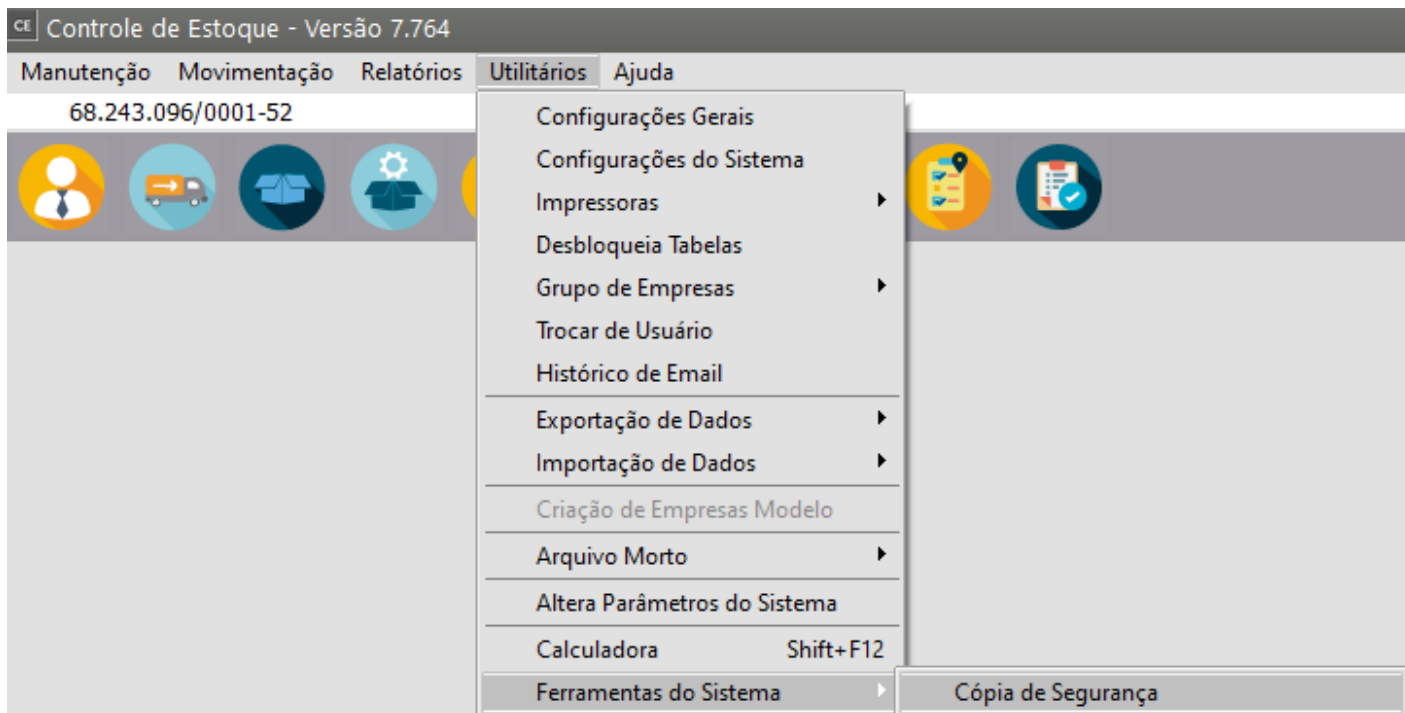 CE Controle de Estoque - Versão 7.764
Manutenção Movimentação Relatórios Utilitários Ajuda
68.243.096/0001-52
Configurações Gerais
Configurações do Sistema
Impressoras
Desbloqueia Tabelas
Grupo de Empresas
Trocar de Usuário
Histórico de Email
Exportação de Dados
Importação de Dados
Criação de Empresas Modelo
Arquivo Morto
Altera Parâmetros do Sistema
Calculadora Shift+F12
Ferramentas do Sistema Cópia de Segurança